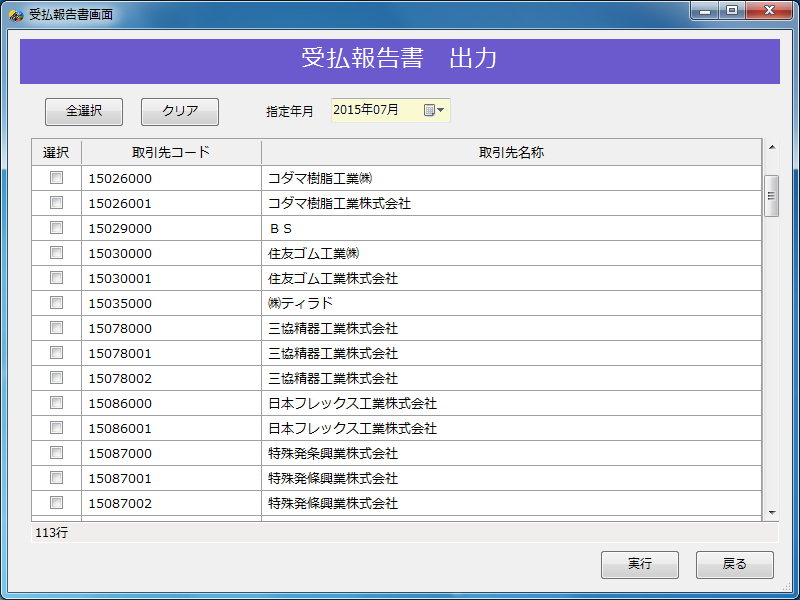 受払報告書画面
受払報告書　出力
全選択 クリア 指定年月 2015年07月
選択 取引先コード 取引先名称
15026000 コダマ樹脂工業㈱
15026001 コダマ樹脂工業株式会社
15029000 ＢＳ
15030000 住友ゴム工業㈱
15030001 住友ゴム工業株式会社
15035000 ㈱ティラド
15078000 三協精器工業株式会社
15078001 三協精器工業株式会社
15078002 三協精器工業株式会社
15086000 日本フレックス工業株式会社
15086001 日本フレックス工業株式会社
15087000 特殊発条興業株式会社
15087001 特殊発條興業株式会社
15087002 特殊発條興業株式会社
113行
実行 戻る